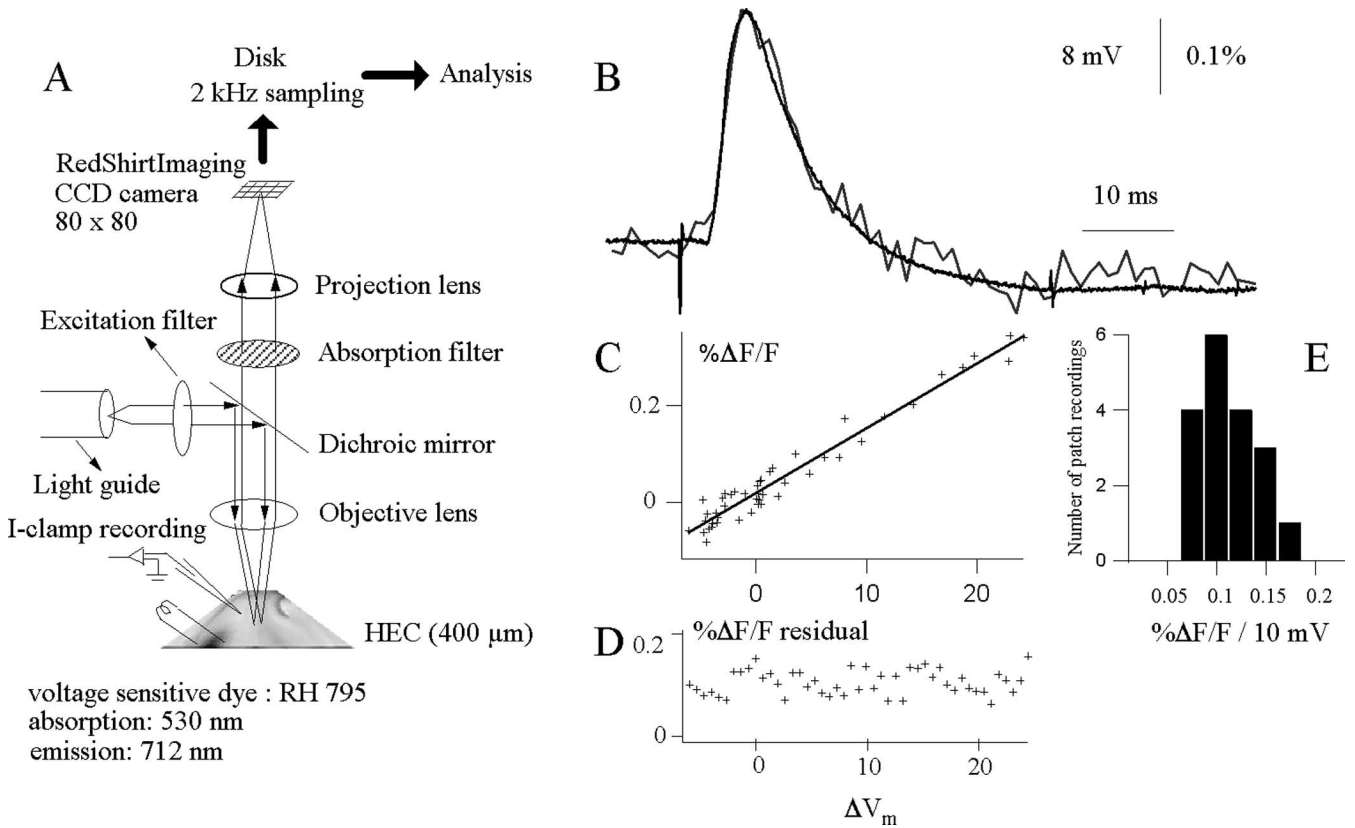 A
Disk
2 kHz sampling
Analysis
RedShirtImaging
CCD camera
80 x 80
Projection lens
Excitation filter
Absorption filter
Dichroic mirror
Light guide
Objective lens
I-clamp recording
HEC (400 µm)
voltage sensitive dye : RH 795
absorption: 530 nm
emission: 712 nm
B
8 mV
0.1%
10 ms
C
%ΔF/F
0.2
0
0
10
20
D
%ΔF/F residual
0.2
0
0
10
20
ΔVm
E
Number of patch recordings
6
4
2
0
0.05
0.1
0.15
0.2
%ΔF/F / 10 mV